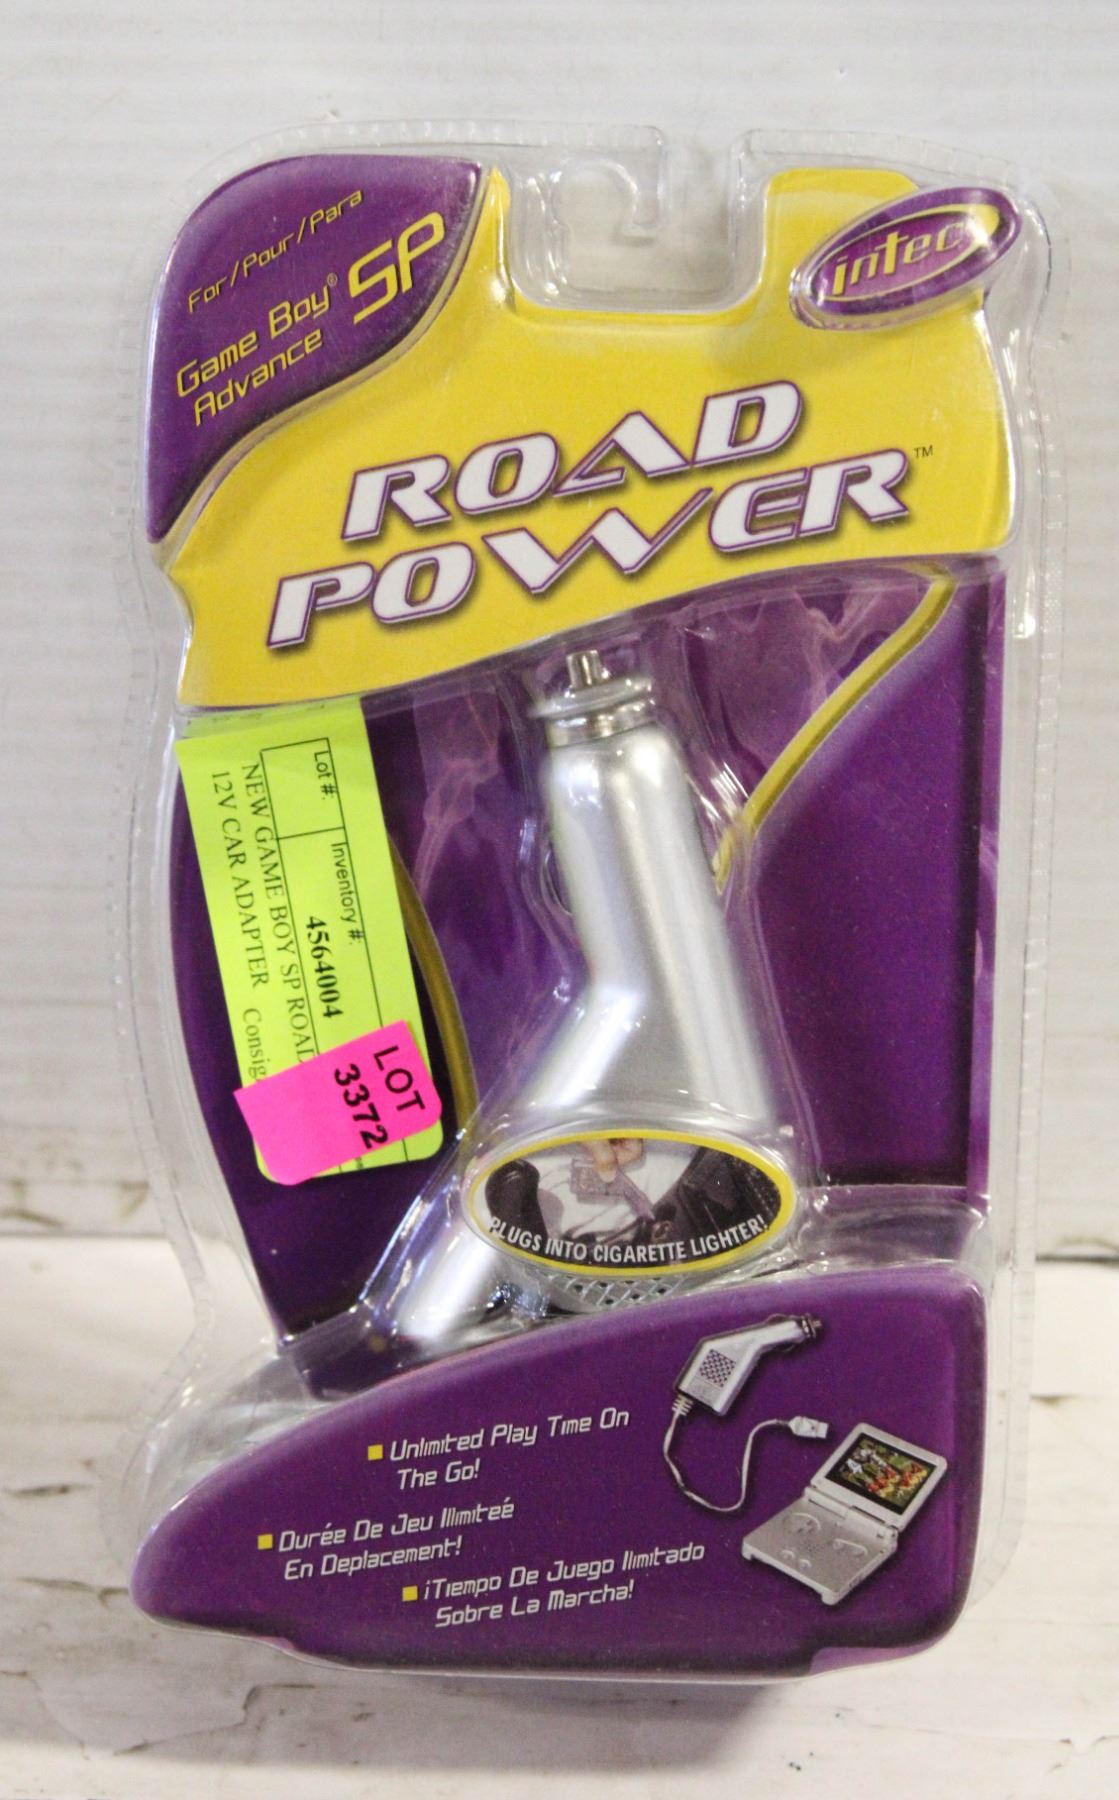 For/Pour/Para
Game Boy® SP
Advance
intec
ROAD
POWER™
Lot #: Inventory #:
4564004
NEW GAME BOY SP ROAD
12V CAR ADAPTER
LOT
3372
PLUGS INTO CIGARETTE LIGHTER!
Unlimited Play Time On
The Go!
Durée De Jeu Illimiteé
En Deplacement!
¡Tiempo De Juego Ilimitado
Sobre La Marcha!